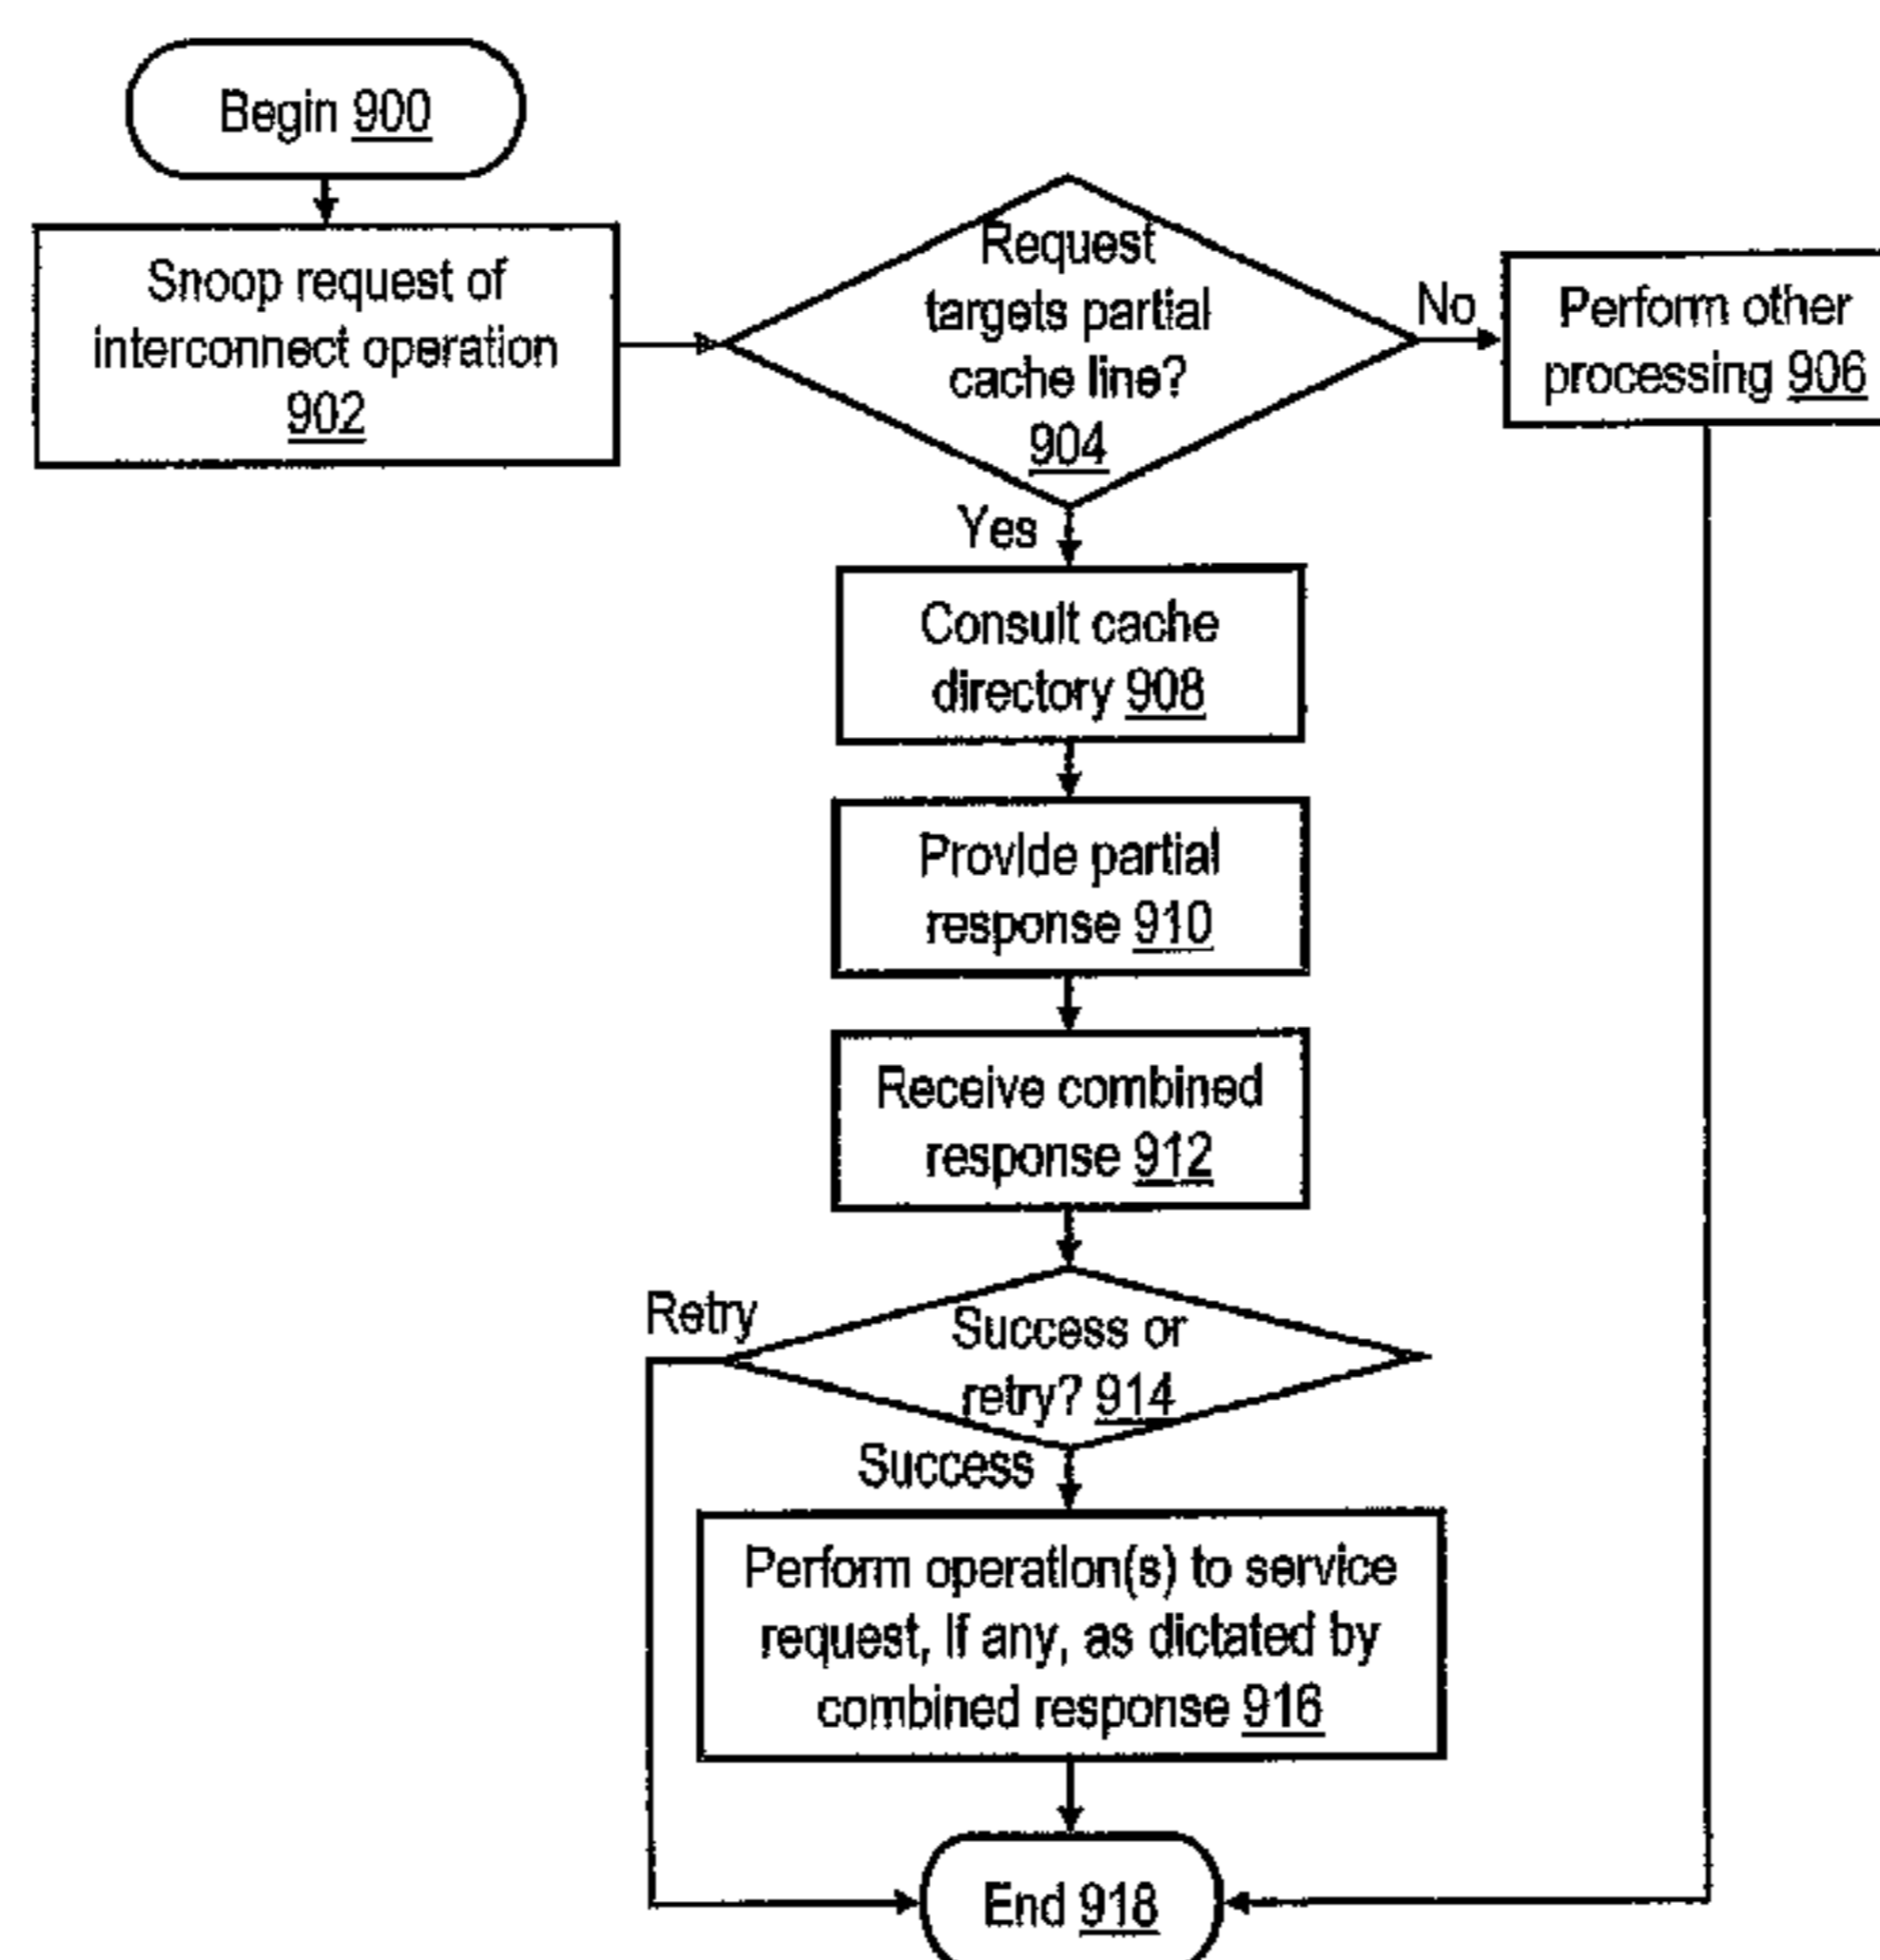 Begin 900
Snoop request of
interconnect operation
902
Request
targets partial
cache line?
904
No
Perform other
processing 906
Yes
Consult cache
directory 908
Provide partial
response 910
Receive combined
response 912
Retry
Success or
retry? 914
Success
Perform operation(s) to service
request, if any, as dictated by
combined response 916
End 918